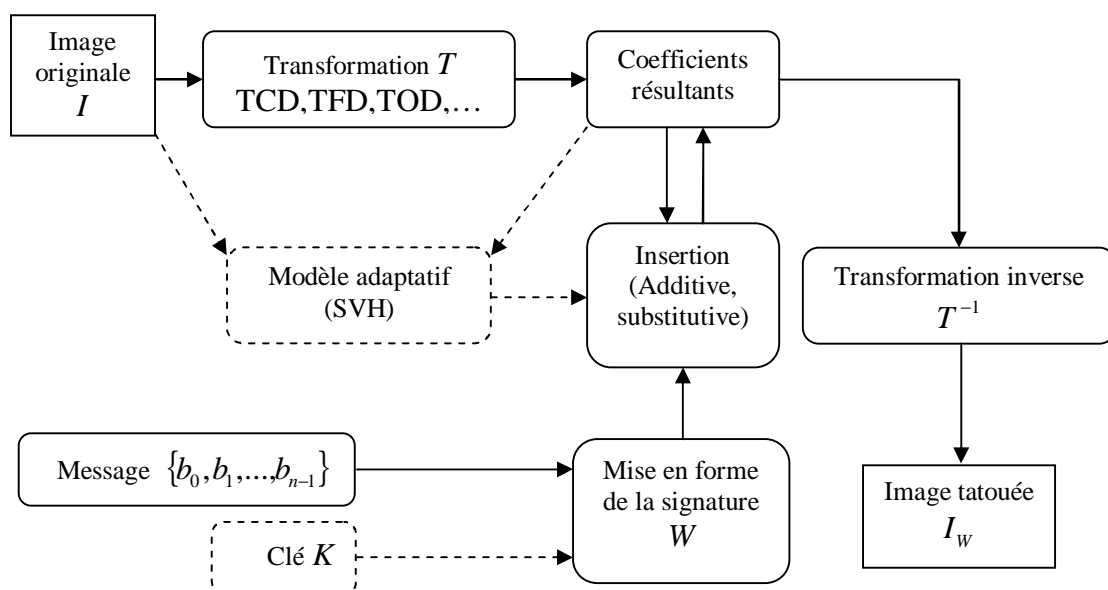 Image
originale
I
Transformation T
TCD,TFD,TOD,…
Coefficients
résultants
Modèle adaptatif
(SVH)
Insertion
(Additive,
substitutive)
Transformation inverse
T⁻¹
Message {b₀,b₁,...,bₙ₋₁}
Clé K
Mise en forme
de la signature
W
Image tatouée
I_W